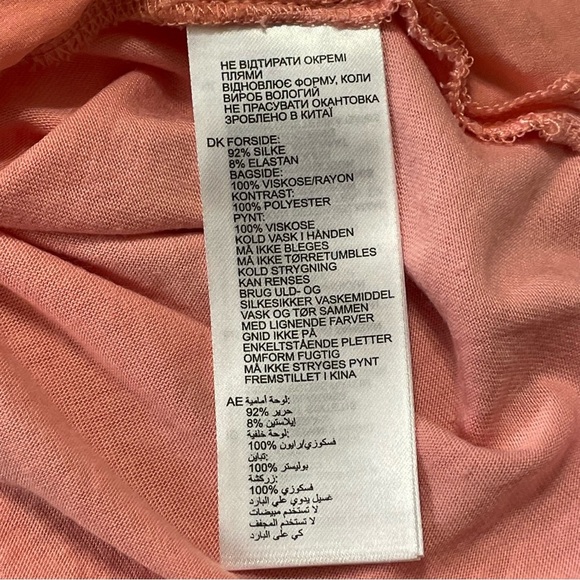 НЕ ВІДТИРАТИ ОКРЕМІ
ПЛЯМИ
ВІДНОВЛЮЄ ФОРМУ, КОЛИ
ВИРОБ ВОЛОГИЙ
НЕ ПРАСУВАТИ ОКАНТОВКА
ЗРОБЛЕНО В КИТАЇ
DK FORSIDE:
92% SILKE
8% ELASTAN
BAGSIDE:
100% VISKOSE/RAYON
KONTRAST:
100% POLYESTER
PYNT:
100% VISKOSE
KOLD VASK I HÅNDEN
MÅ IKKE BLEGES
MÅ IKKE TØRRETUMBLES
KOLD STRYGNING
KAN RENSES
BRUG ULD- OG
SILKESIKKER VASKEMIDDEL
VASK OG TØR SAMMEN
MED LIGNENDE FARVER
GNID IKKE PÅ
ENKELTSTÅENDE PLETTER
OMFORM FUGTIG
MÅ IKKE STRYGES PYNT
FREMSTILLET I KINA
AE لوحة أمامية:
92% حرير
8% إيلاستين
لوحة خلفية:
100% فسكوزي/رايون
تباين:
100% بوليستر
زركشة:
100% فسكوزي
غسيل يدوي علي البارد
لا تستخدم مبيضات
لا تستخدم المجفف
كي على البارد